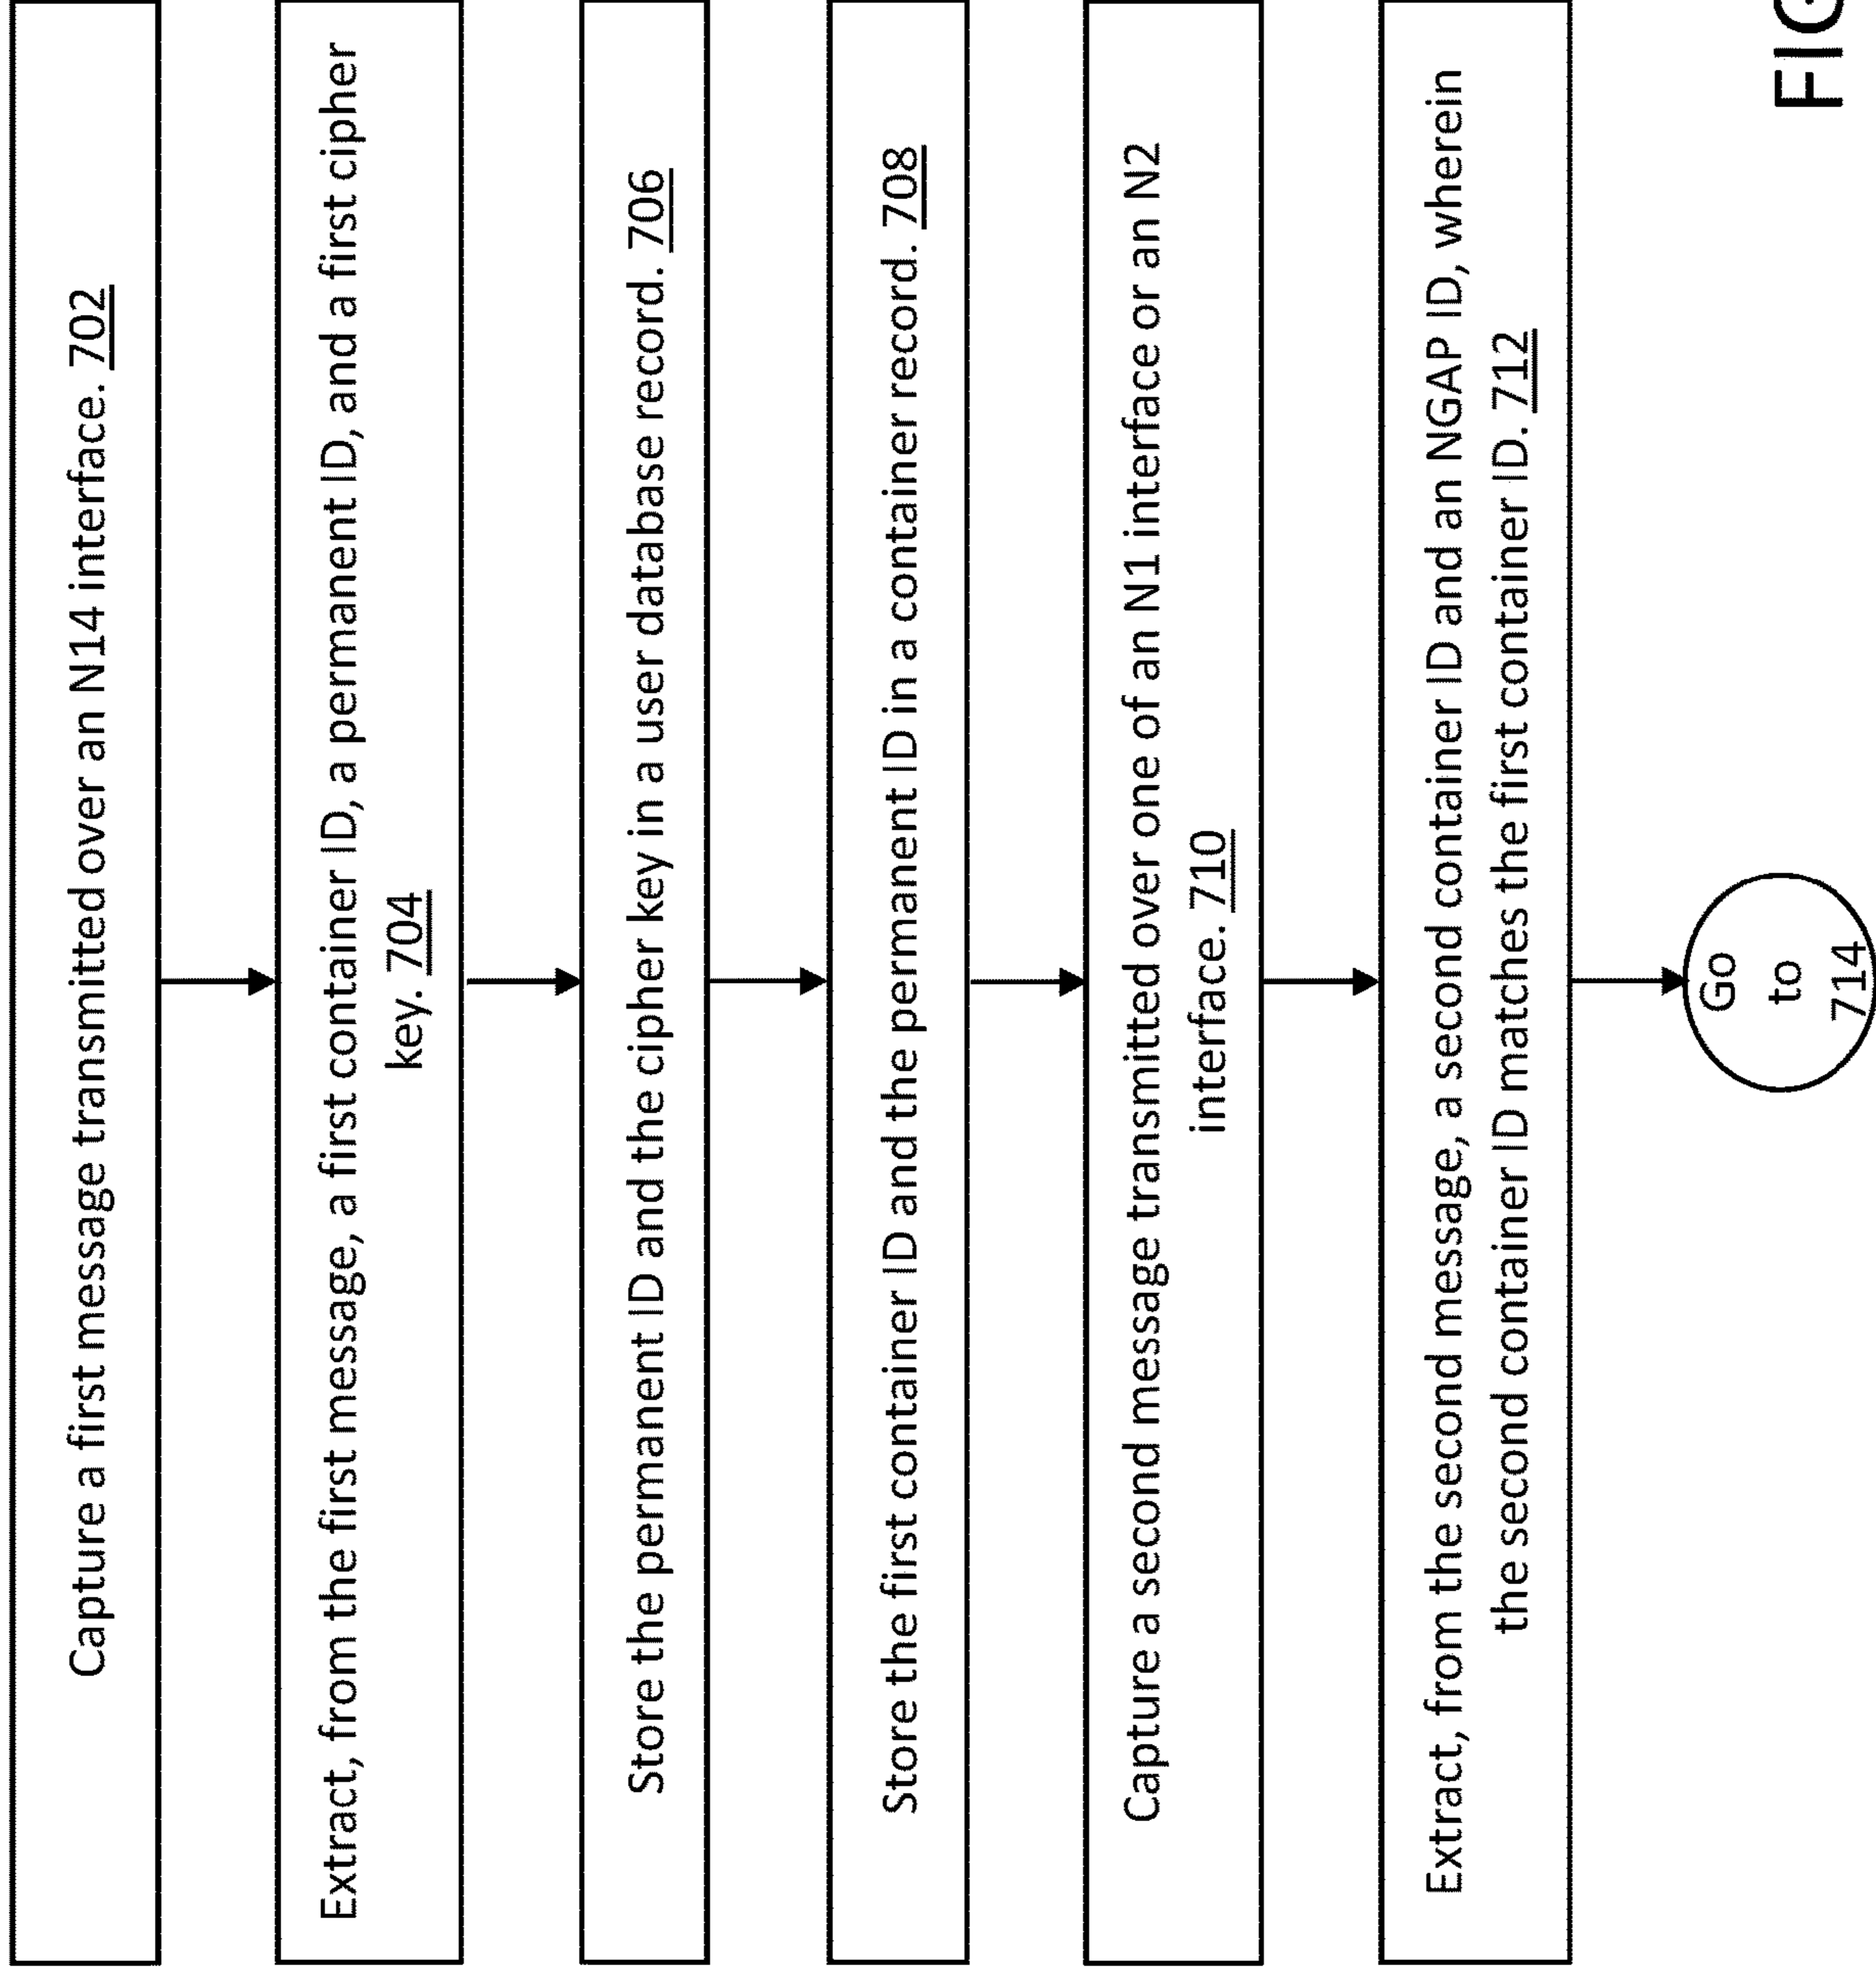 Capture a first message transmitted over an N14 interface. 702
Extract, from the first message, a first container ID, a permanent ID, and a first cipher
key. 704
Store the permanent ID and the cipher key in a user database record. 706
Store the first container ID and the permanent ID in a container record. 708
Capture a second message transmitted over one of an N1 interface or an N2
interface. 710
Extract, from the second message, a second container ID and an NGAP ID, wherein
the second container ID matches the first container ID. 712
Go
to
714